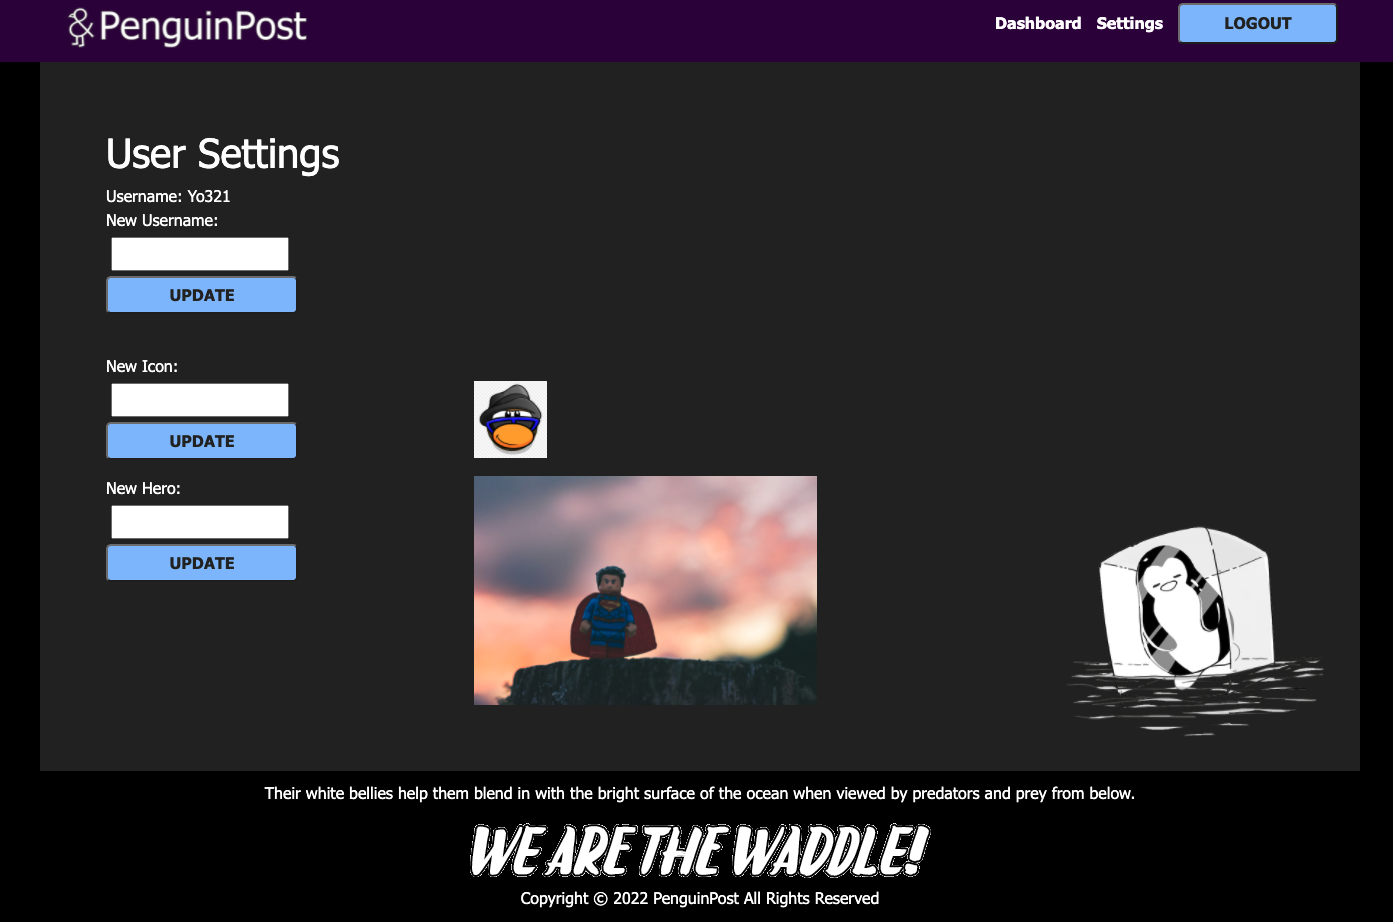 PenguinPost
Dashboard Settings LOGOUT
User Settings
Username: Yo321
New Username:
UPDATE
New Icon:
UPDATE
New Hero:
UPDATE
Their white bellies help them blend in with the bright surface of the ocean when viewed by predators and prey from below.
WE ARE THE WADDLE!
Copyright © 2022 PenguinPost All Rights Reserved